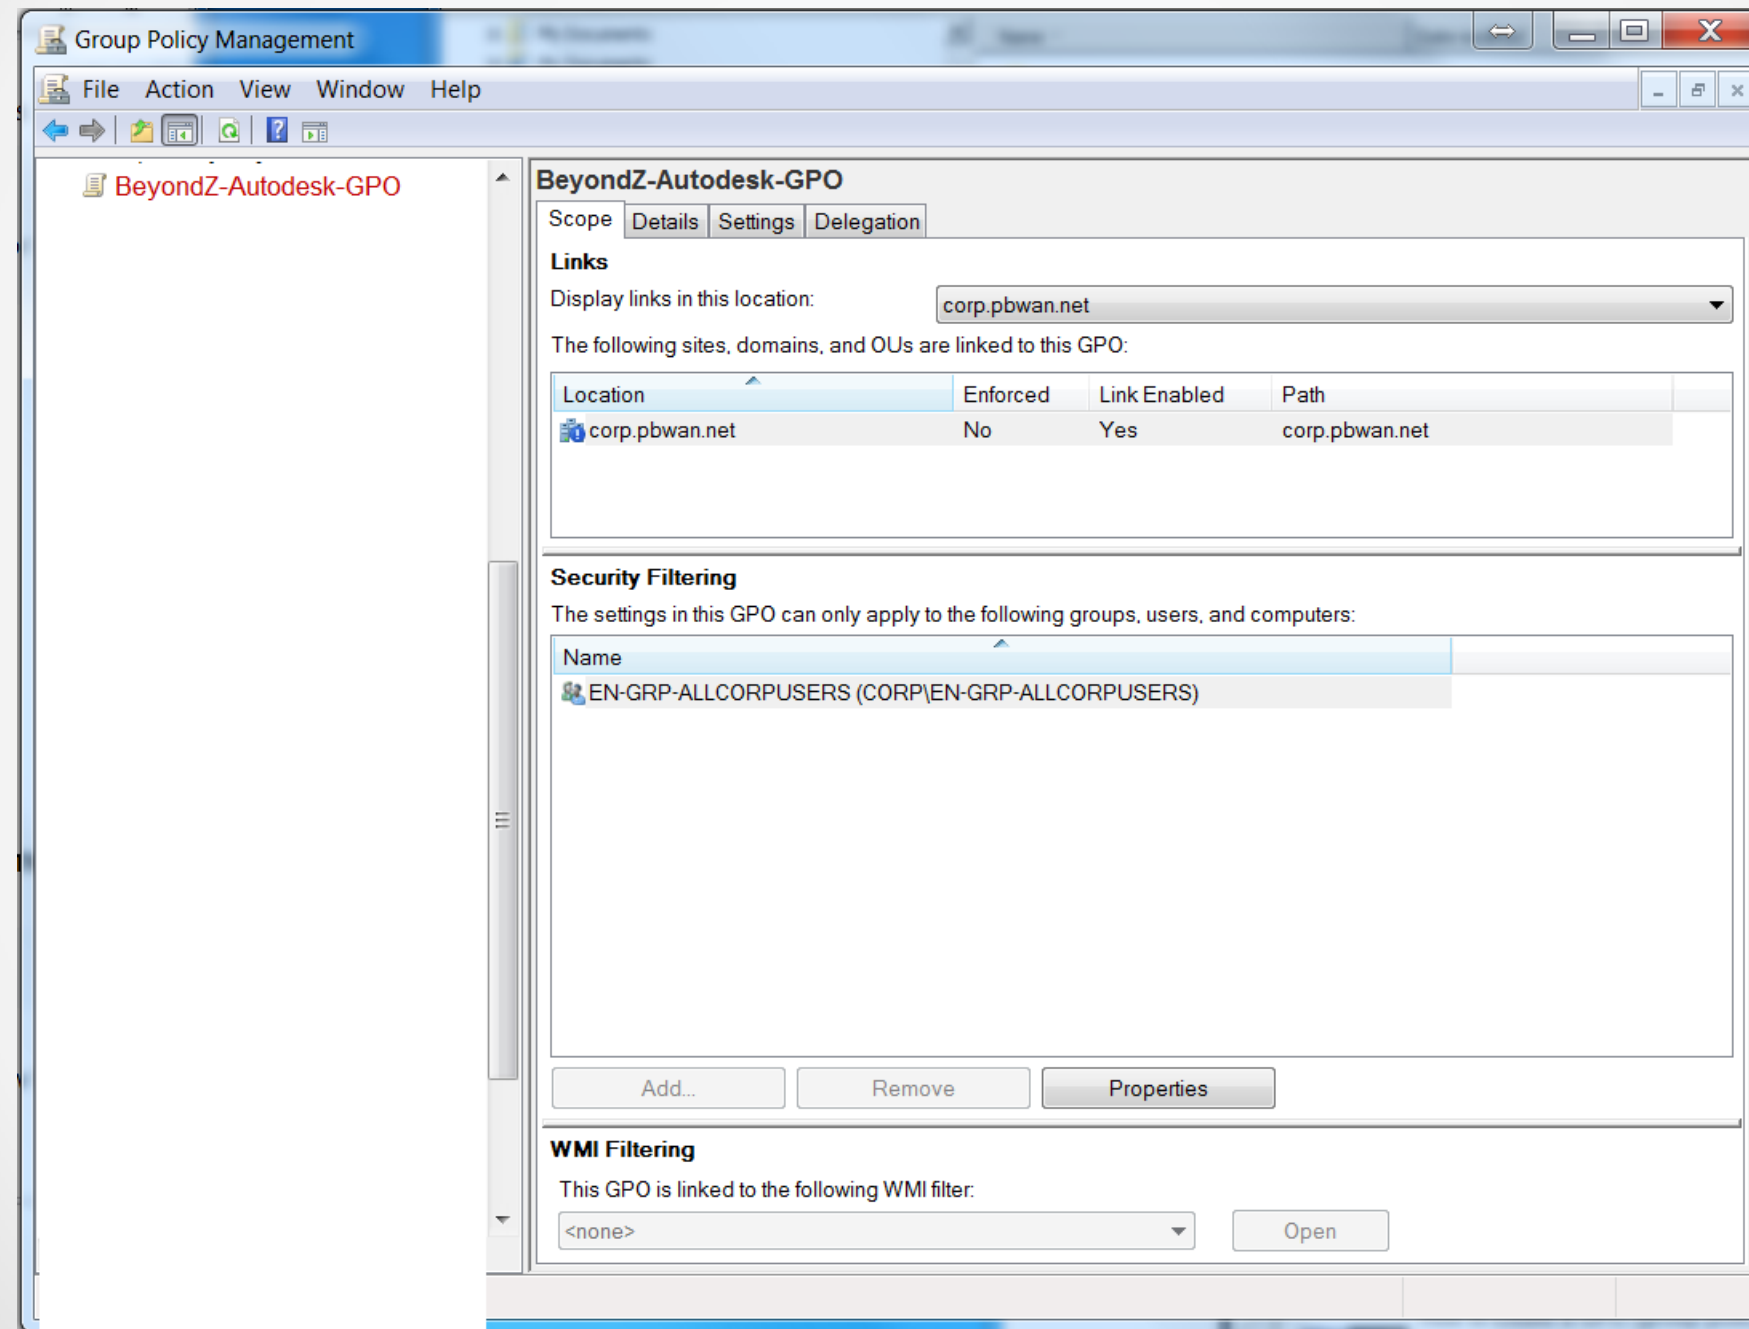 Group Policy Management
File Action View Window Help
BeyondZ-Autodesk-GPO
BeyondZ-Autodesk-GPO
Scope Details Settings Delegation
Links
Display links in this location: corp.pbwan.net
The following sites, domains, and OUs are linked to this GPO:
Location Enforced Link Enabled Path
corp.pbwan.net No Yes corp.pbwan.net
Security Filtering
The settings in this GPO can only apply to the following groups, users, and computers:
Name
EN-GRP-ALLCORPUSERS (CORP\EN-GRP-ALLCORPUSERS)
Add... Remove Properties
WMI Filtering
This GPO is linked to the following WMI filter:
<none> Open